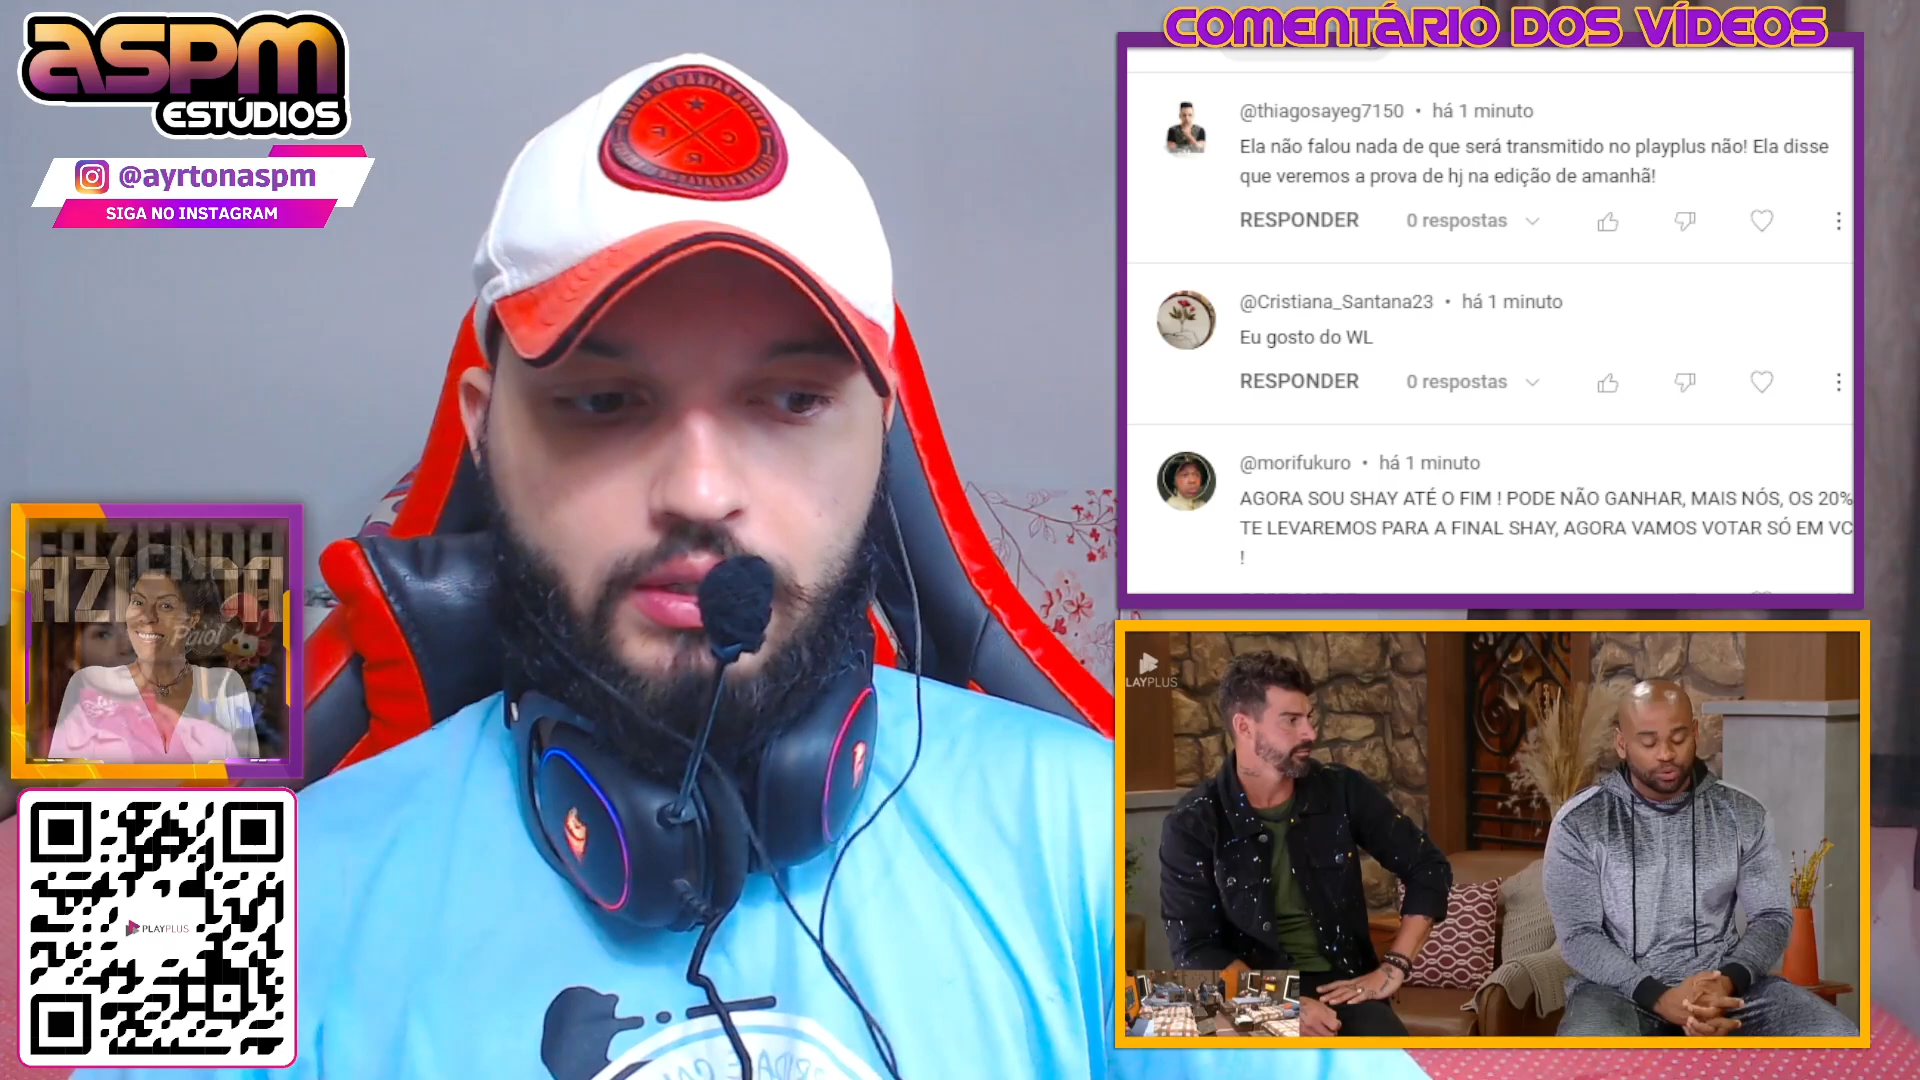 aspm
ESTÚDIOS
@ayrtonaspm
SIGA NO INSTAGRAM
COMENTÁRIO DOS VÍDEOS
@thiagosayeg7150 • há 1 minuto
Ela não falou nada de que será transmitido no playplus não! Ela disse
que veremos a prova de hj na edição de amanhã!
RESPONDER 0 respostas
@Cristiana_Santana23 • há 1 minuto
Eu gosto do WL
RESPONDER 0 respostas
@morifukuro • há 1 minuto
AGORA SOU SHAY ATÉ O FIM ! PODE NÃO GANHAR, MAIS NÓS, OS 20%
TE LEVAREMOS PARA A FINAL SHAY, AGORA VAMOS VOTAR SÓ EM VC
!
LAYPLUS
Paiol
PLAYPLUS